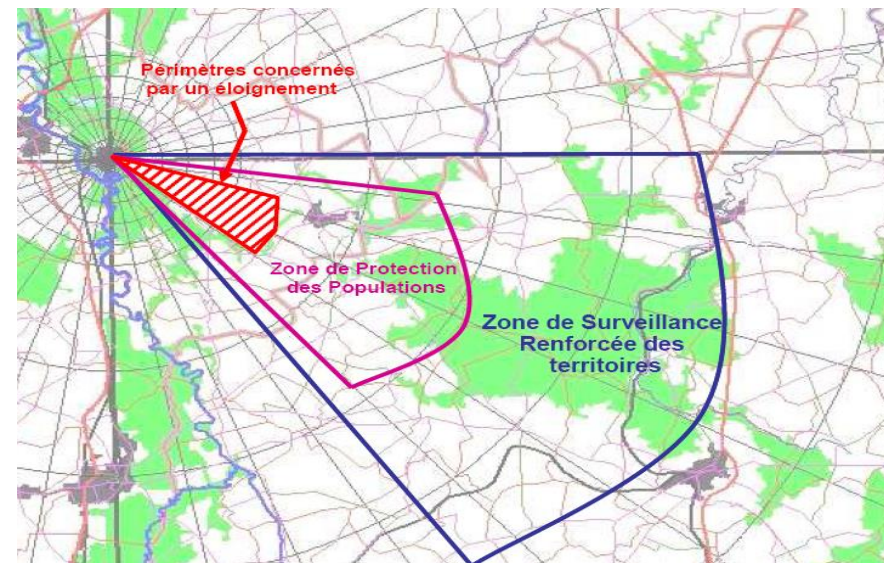 Périmètres concernés
par un éloignement
Zone de Protection
des Populations
Zone de Surveillance
Renforcée des
territoires